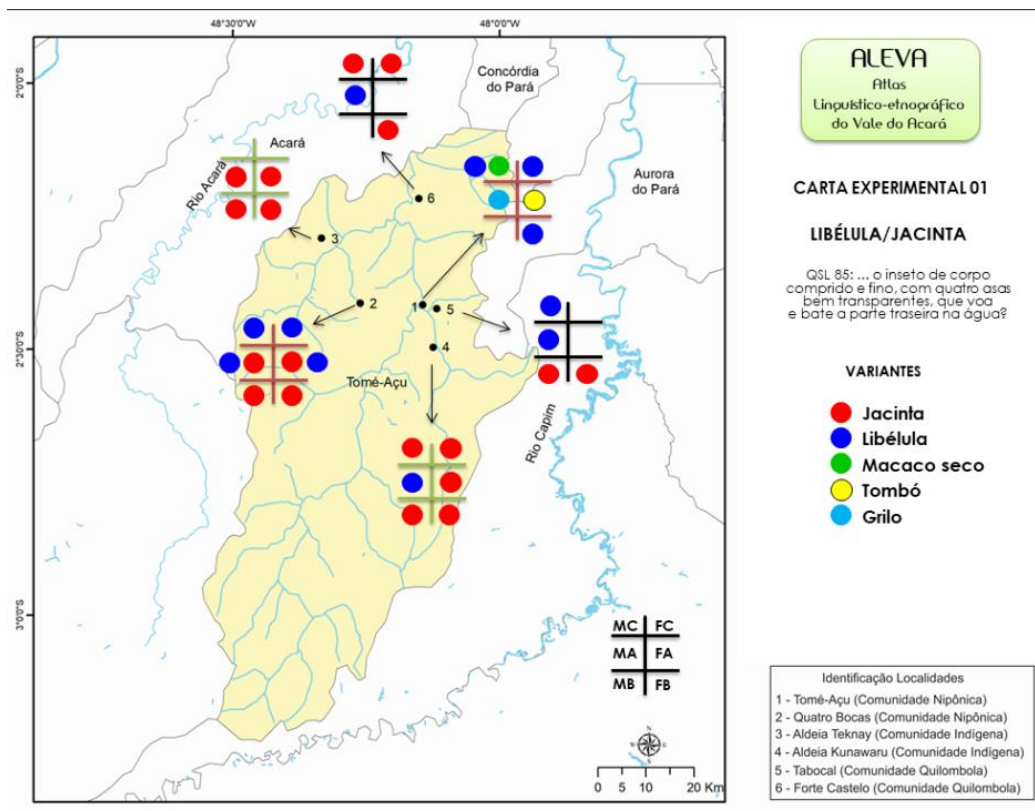 48°30'0"W
48°0'0"W
2°0'0"S
2°30'0"S
3°0'0"S
Concórdia
do Pará
Acará
Rio Acará
Aurora
do Pará
6
3
2
1
5
4
Tomé-Açu
Rio Capim
MC FC
MA FA
MB FB
N
0 5 10 20 Km
ALEVA
Atlas
Linguístico-etnográfico
do Vale do Acará
CARTA EXPERIMENTAL 01
LIBÉLULA/JACINTA
QSL 85: ... o inseto de corpo
comprido e fino, com quatro asas
bem transparentes, que voa
e bate a parte traseira na água?
VARIANTES
Jacinta
Libélula
Macaco seco
Tombó
Grilo
Identificação Localidades
1 - Tomé-Açu (Comunidade Nipônica)
2 - Quatro Bocas (Comunidade Nipônica)
3 - Aldeia Teknay (Comunidade Indígena)
4 - Aldeia Kunawaru (Comunidade Indígena)
5 - Tabocal (Comunidade Quilombola)
6 - Forte Castelo (Comunidade Quilombola)